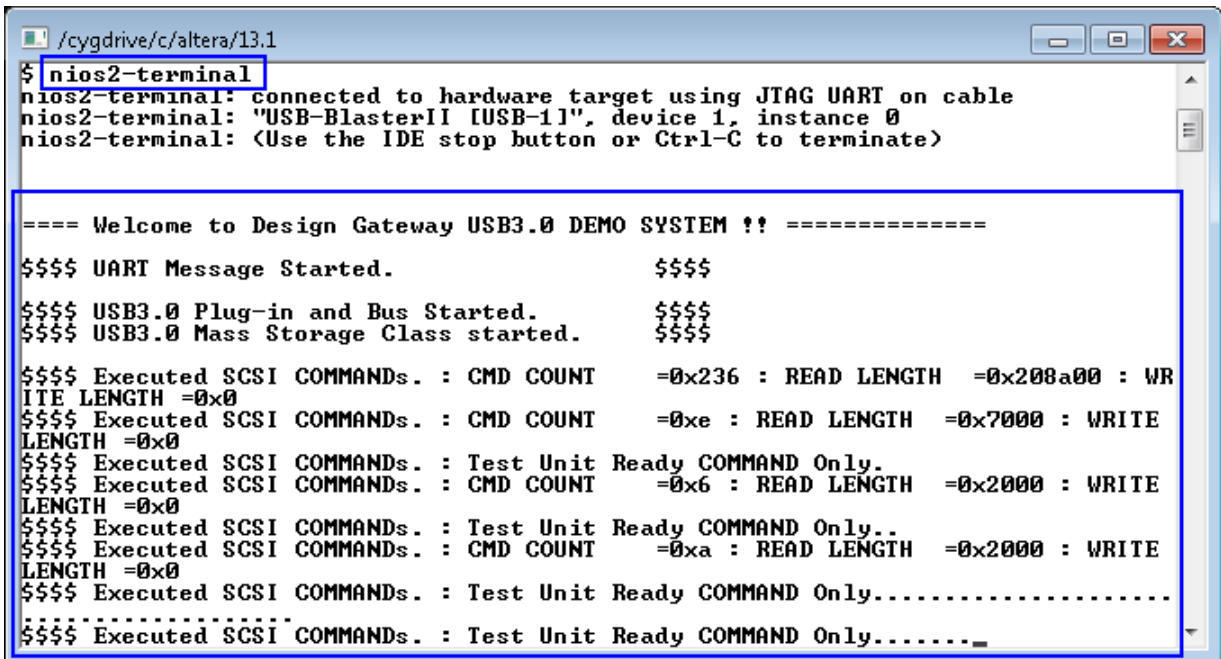 /cygdrive/c/altera/13.1
$ nios2-terminal
nios2-terminal: connected to hardware target using JTAG UART on cable
nios2-terminal: "USB-BlasterII [USB-1]", device 1, instance 0
nios2-terminal: (Use the IDE stop button or Ctrl-C to terminate)
==== Welcome to Design Gateway USB3.0 DEMO SYSTEM !! ==============
$$$$ UART Message Started.                     $$$$
$$$$ USB3.0 Plug-in and Bus Started.           $$$$
$$$$ USB3.0 Mass Storage Class started.        $$$$
$$$$ Executed SCSI COMMANDs. : CMD COUNT       =0x236 : READ LENGTH  =0x208a00 : WR
ITE LENGTH =0x0
$$$$ Executed SCSI COMMANDs. : CMD COUNT       =0xe : READ LENGTH  =0x7000 : WRITE
LENGTH =0x0
$$$$ Executed SCSI COMMANDs. : Test Unit Ready COMMAND Only.
$$$$ Executed SCSI COMMANDs. : CMD COUNT       =0x6 : READ LENGTH  =0x2000 : WRITE
LENGTH =0x0
$$$$ Executed SCSI COMMANDs. : Test Unit Ready COMMAND Only..
$$$$ Executed SCSI COMMANDs. : CMD COUNT       =0xa : READ LENGTH  =0x2000 : WRITE
LENGTH =0x0
$$$$ Executed SCSI COMMANDs. : Test Unit Ready COMMAND Only......................
....................
$$$$ Executed SCSI COMMANDs. : Test Unit Ready COMMAND Only......._